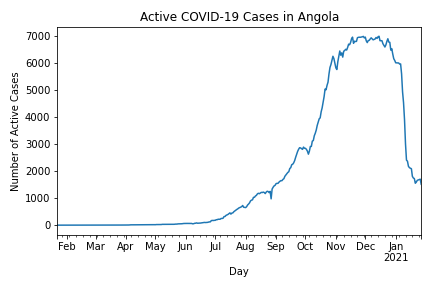 Active COVID-19 Cases in Angola
Number of Active Cases
7000
6000
5000
4000
3000
2000
1000
0
Feb Mar Apr May Jun Jul Aug Sep Oct Nov Dec Jan
2021
Day